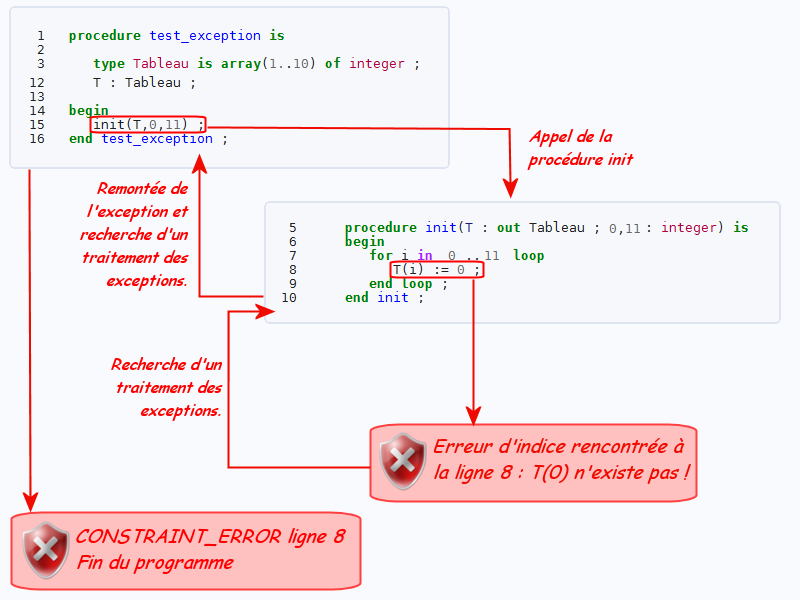 1 procedure test_exception is
2
3 type Tableau is array(1..10) of integer ;
12 T : Tableau ;
13
14 begin
15 init(T,0,11) ;
16 end test_exception ;
Appel de la
procédure init
Remontée de
l'exception et
recherche d'un
traitement des
exceptions.
5 procedure init(T : out Tableau ; 0,11 : integer) is
6 begin
7 for i in 0 .. 11 loop
8 T(i) := 0 ;
9 end loop ;
10 end init ;
Recherche d'un
traitement des
exceptions.
Erreur d'indice rencontrée à
la ligne 8 : T(0) n'existe pas !
CONSTRAINT_ERROR ligne 8
Fin du programme